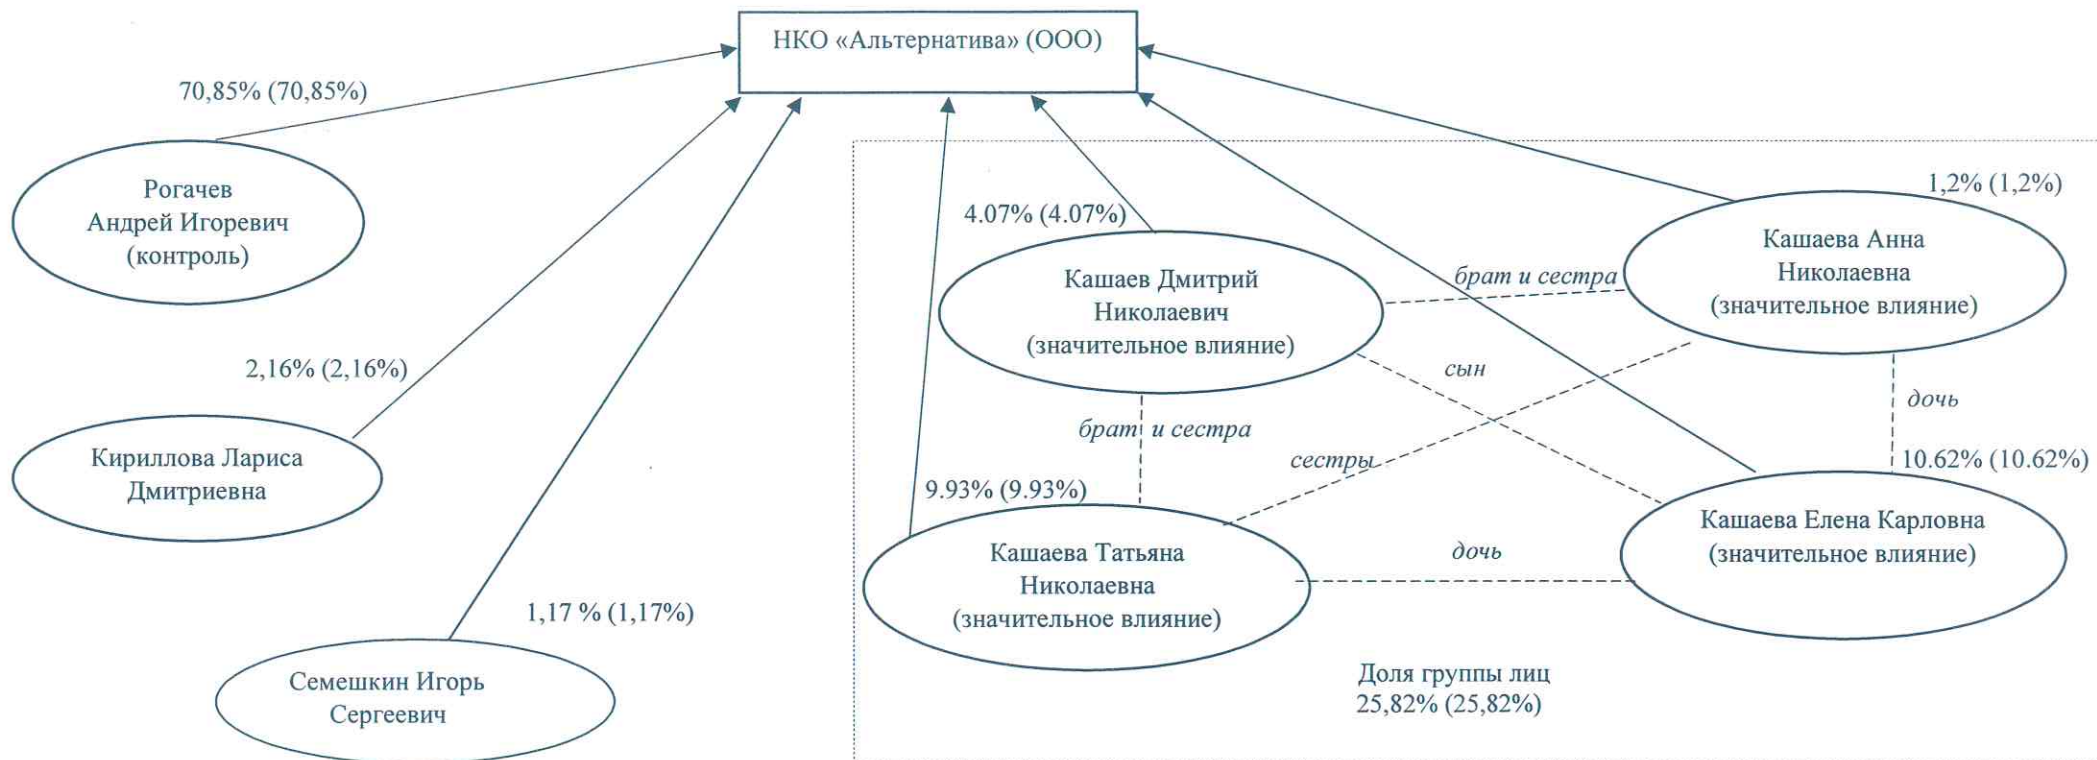 НКО «Альтернатива» (ООО)
70,85% (70,85%)
Рогачев
Андрей Игоревич
(контроль)
2,16% (2,16%)
Кириллова Лариса
Дмитриевна
1,17 % (1,17%)
Семешкин Игорь
Сергеевич
4.07% (4.07%)
Кашаев Дмитрий
Николаевич
(значительное влияние)
брат и сестра
1,2% (1,2%)
Кашаева Анна
Николаевна
(значительное влияние)
сын
дочь
брат и сестра
сестры
9.93% (9.93%)
Кашаева Татьяна
Николаевна
(значительное влияние)
дочь
10.62% (10.62%)
Кашаева Елена Карловна
(значительное влияние)
Доля группы лиц
25,82% (25,82%)